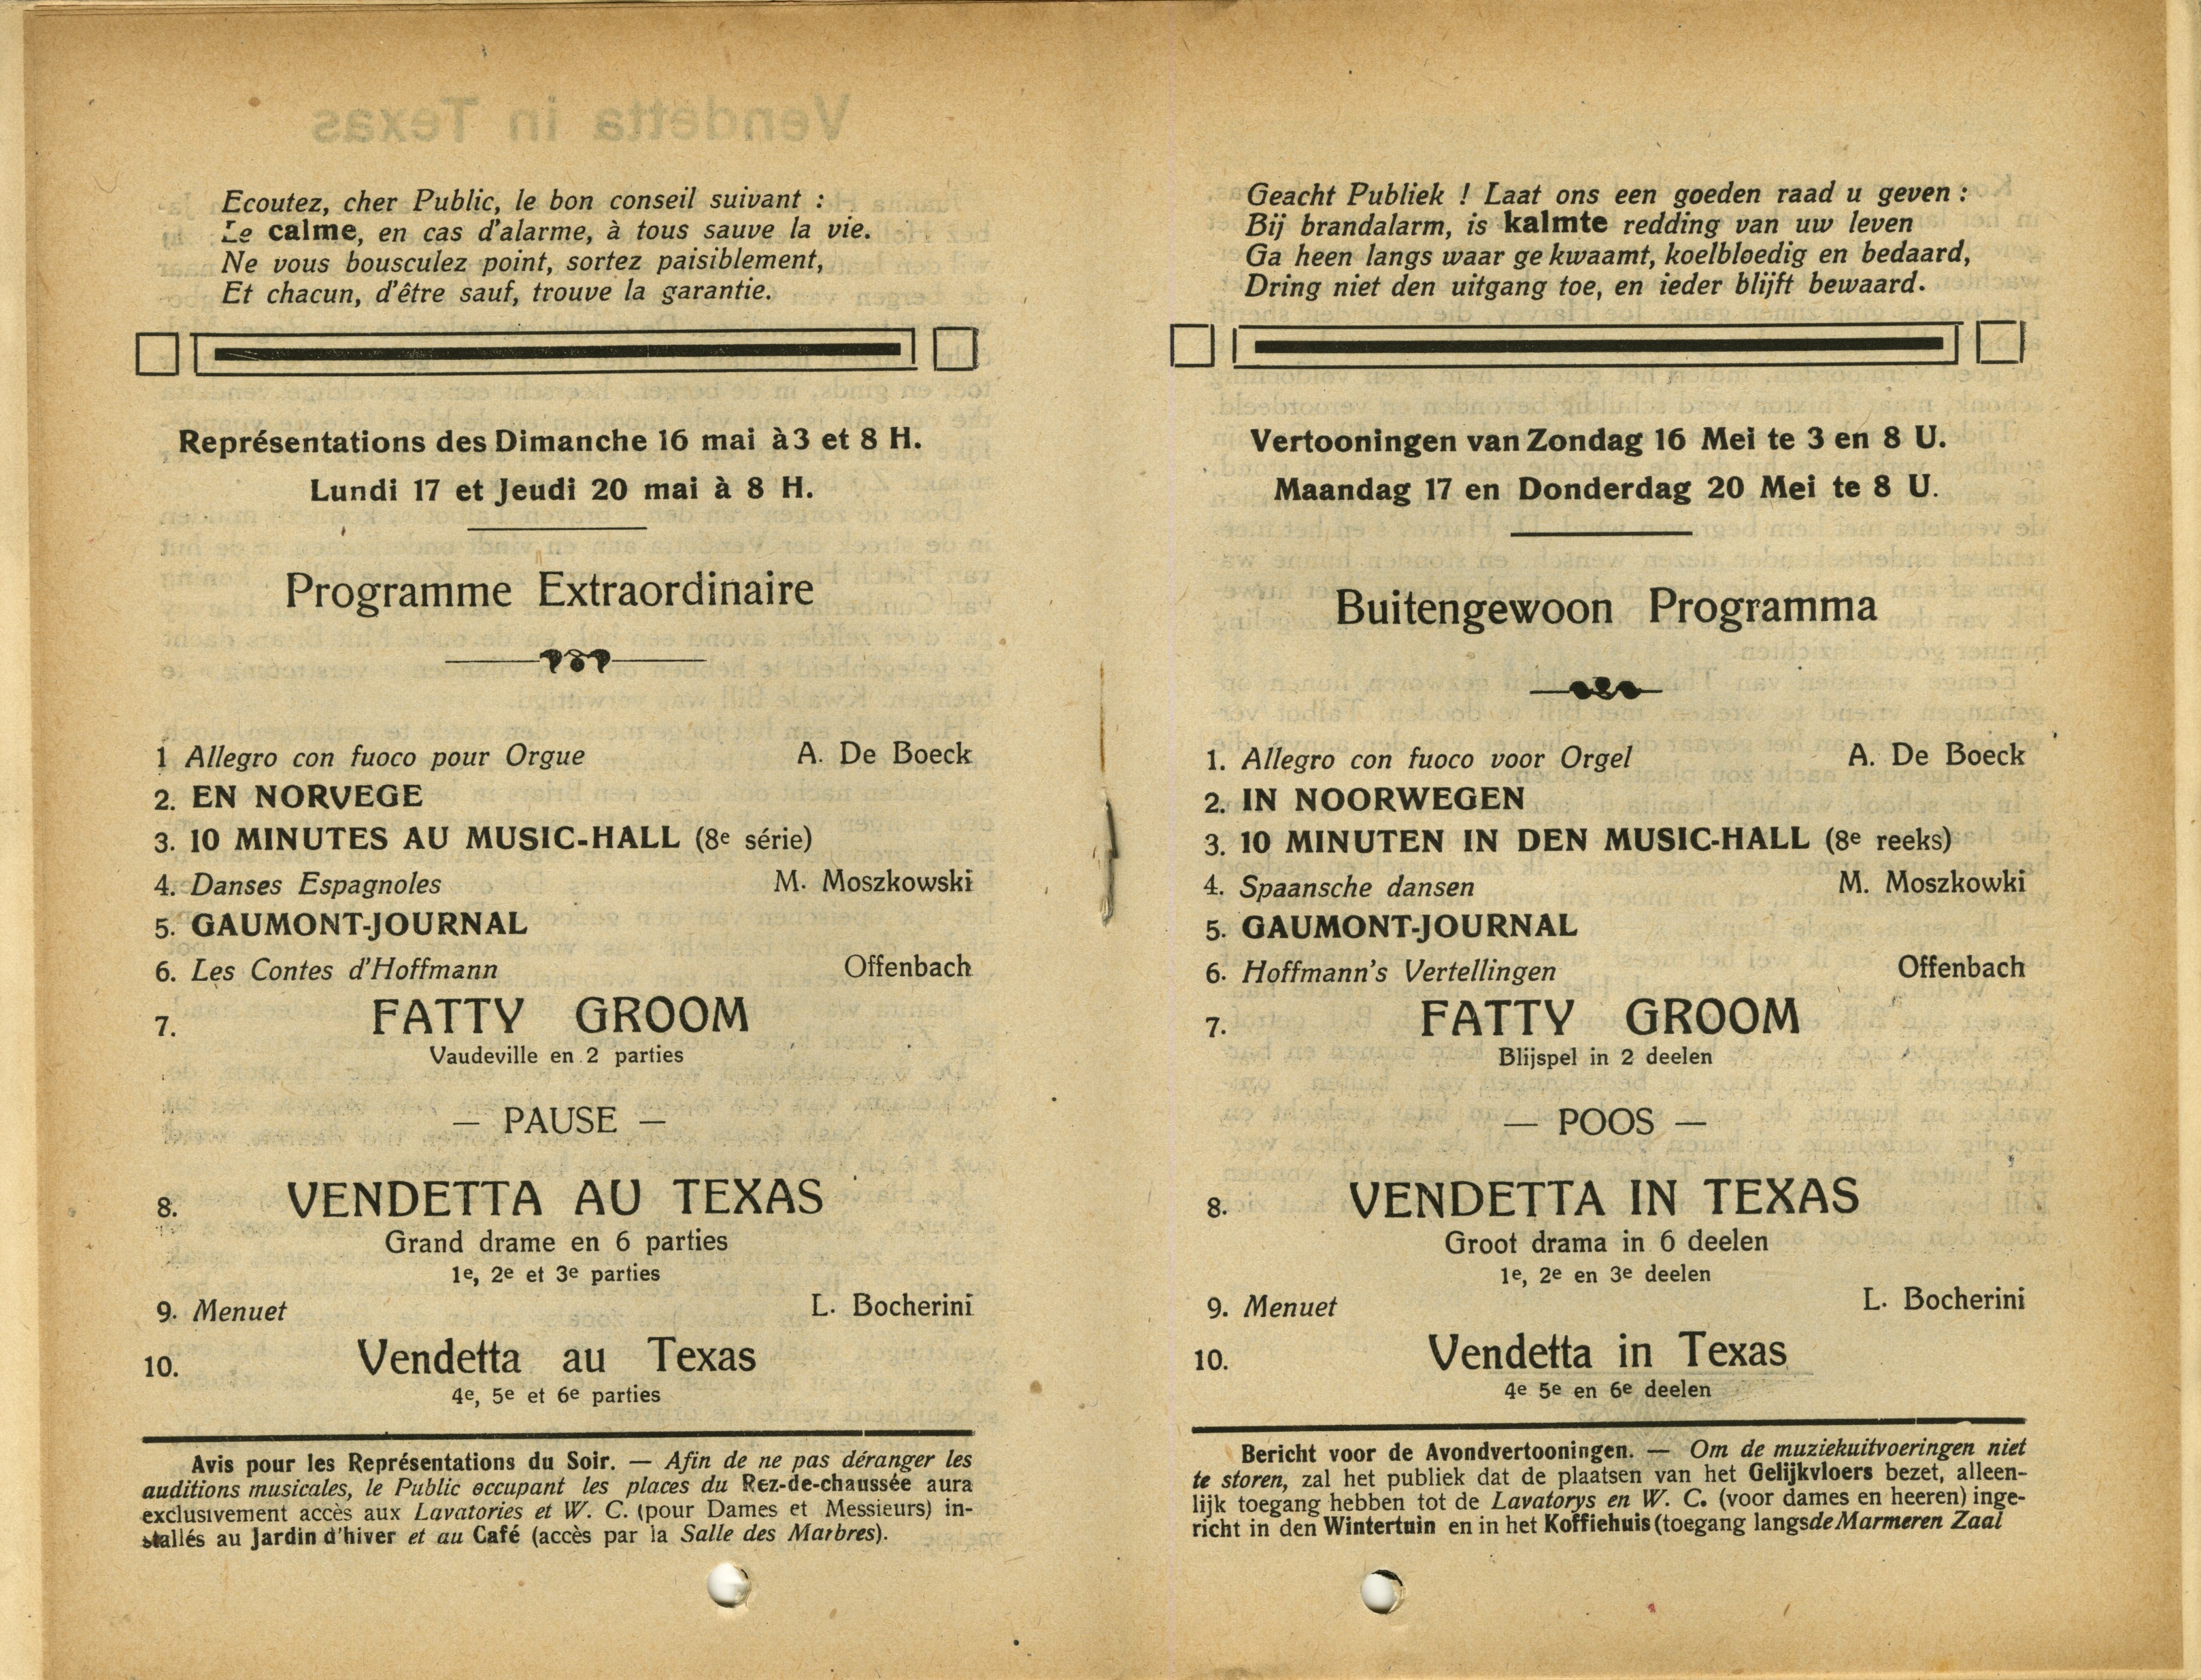 Ecoutez, cher Public, le bon conseil suivant :
Le calme, en cas d'alarme, à tous sauve la vie.
Ne vous bousculez point, sortez paisiblement,
Et chacun, d'être sauf, trouve la garantie.
Représentations des Dimanche 16 mai à 3 et 8 H.
Lundi 17 et Jeudi 20 mai à 8 H.
Programme Extraordinaire
1 Allegro con fuoco pour Orgue A. De Boeck
2. EN NORVEGE
3. 10 MINUTES AU MUSIC-HALL (8e série)
4. Danses Espagnoles M. Moszkowski
5. GAUMONT-JOURNAL
6. Les Contes d'Hoffmann Offenbach
7. FATTY GROOM
Vaudeville en 2 parties
— PAUSE —
8. VENDETTA AU TEXAS
Grand drame en 6 parties
1e, 2e et 3e parties
9. Menuet L. Bocherini
10. Vendetta au Texas
4e, 5e et 6e parties
Avis pour les Représentations du Soir. — Afin de ne pas déranger les
auditions musicales, le Public occupant les places du Rez-de-chaussée aura
exclusivement accès aux Lavatories et W. C. (pour Dames et Messieurs) in-
stallés au Jardin d'hiver et au Café (accès par la Salle des Marbres).
Geacht Publiek ! Laat ons een goeden raad u geven :
Bij brandalarm, is kalmte redding van uw leven
Ga heen langs waar ge kwaamt, koelbloedig en bedaard,
Dring niet den uitgang toe, en ieder blijft bewaard.
Vertooningen van Zondag 16 Mei te 3 en 8 U.
Maandag 17 en Donderdag 20 Mei te 8 U.
Buitengewoon Programma
1. Allegro con fuoco voor Orgel A. De Boeck
2. IN NOORWEGEN
3. 10 MINUTEN IN DEN MUSIC-HALL (8e reeks)
4. Spaansche dansen M. Moszkowki
5. GAUMONT-JOURNAL
6. Hoffmann's Vertellingen Offenbach
7. FATTY GROOM
Blijspel in 2 deelen
— POOS —
8. VENDETTA IN TEXAS
Groot drama in 6 deelen
1e, 2e en 3e deelen
9. Menuet L. Bocherini
10. Vendetta in Texas
4e 5e en 6e deelen
Bericht voor de Avondvertooningen. — Om de muziekuitvoeringen niet
te storen, zal het publiek dat de plaatsen van het Gelijkvloers bezet, alleen-
lijk toegang hebben tot de Lavatorys en W. C. (voor dames en heeren) inge-
richt in den Wintertuin en in het Koffiehuis (toegang langs de Marmeren Zaal